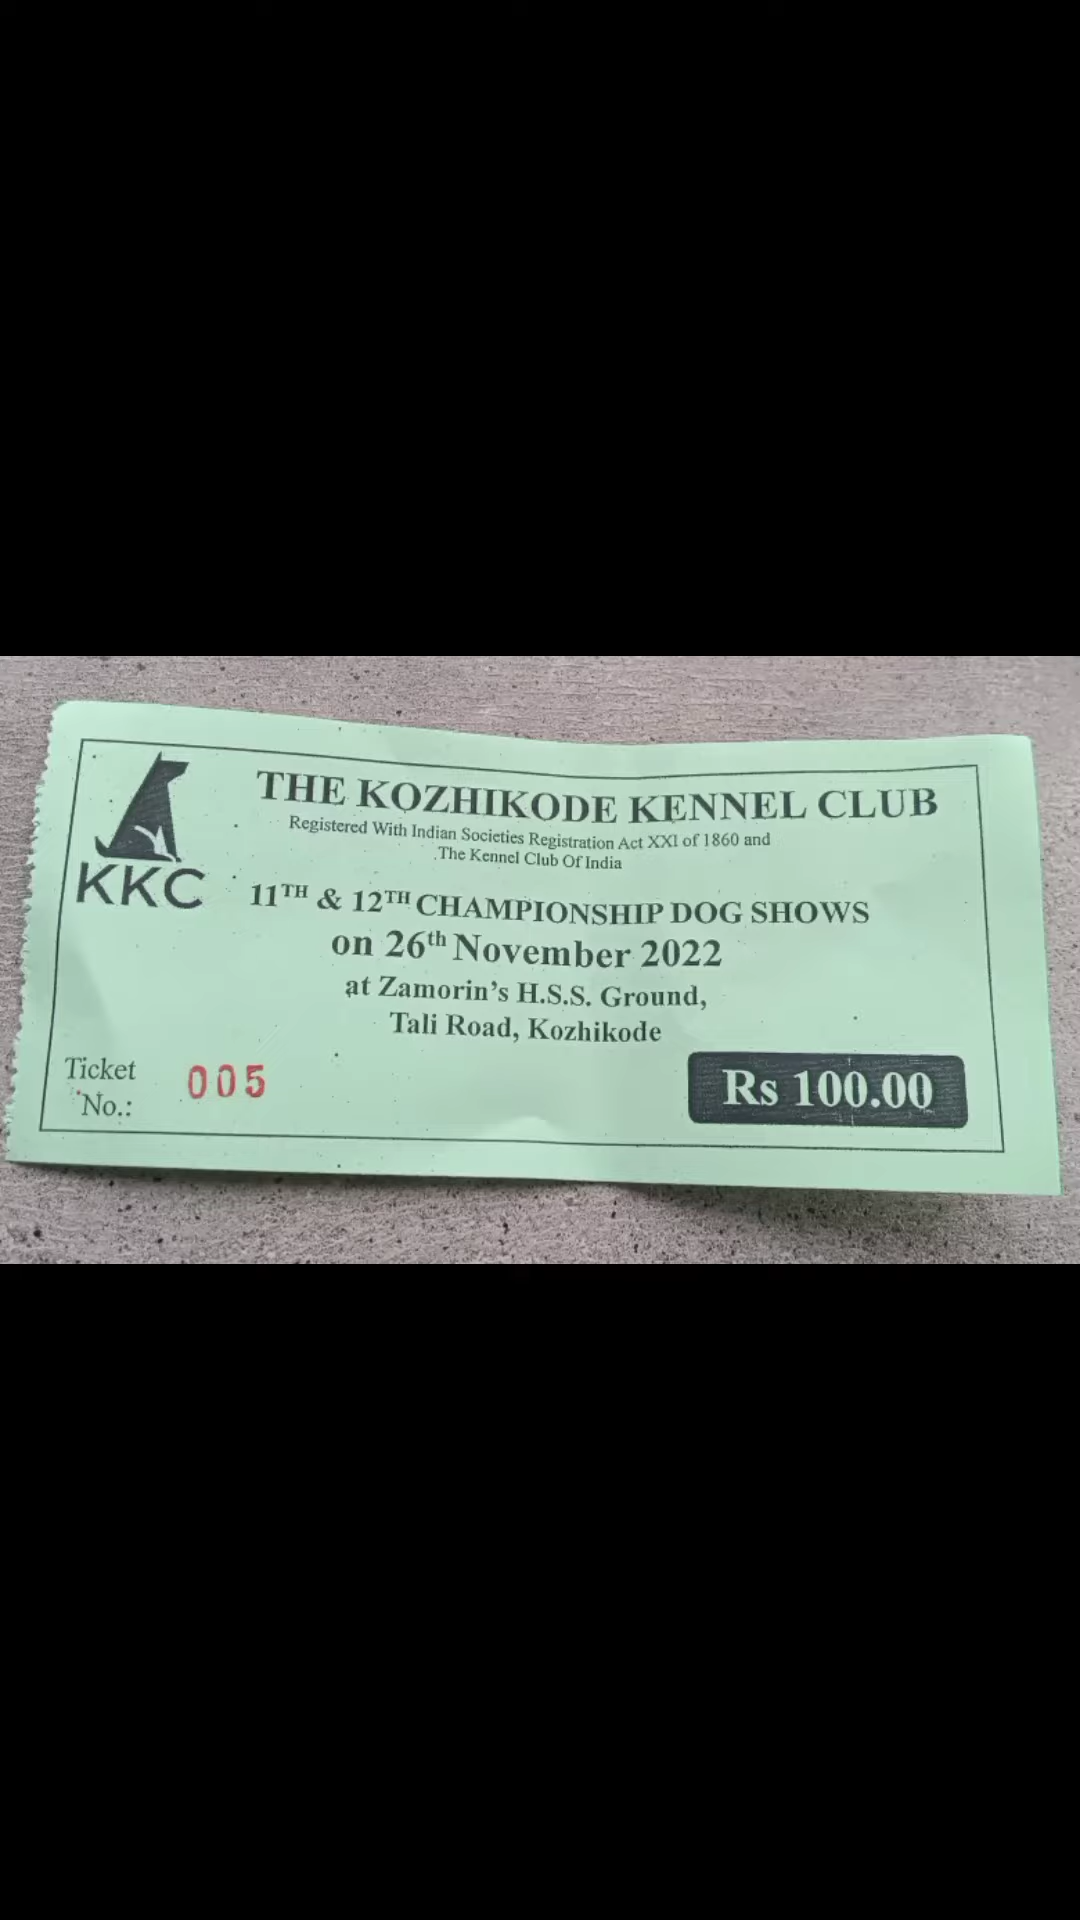 THE KOZHIKODE KENNEL CLUB
Registered With Indian Societies Registration Act XXI of 1860 and
The Kennel Club Of India
KKC
11TH & 12TH CHAMPIONSHIP DOG SHOWS
on 26th November 2022
at Zamorin's H.S.S. Ground,
Tali Road, Kozhikode
Ticket No.: 005
Rs 100.00